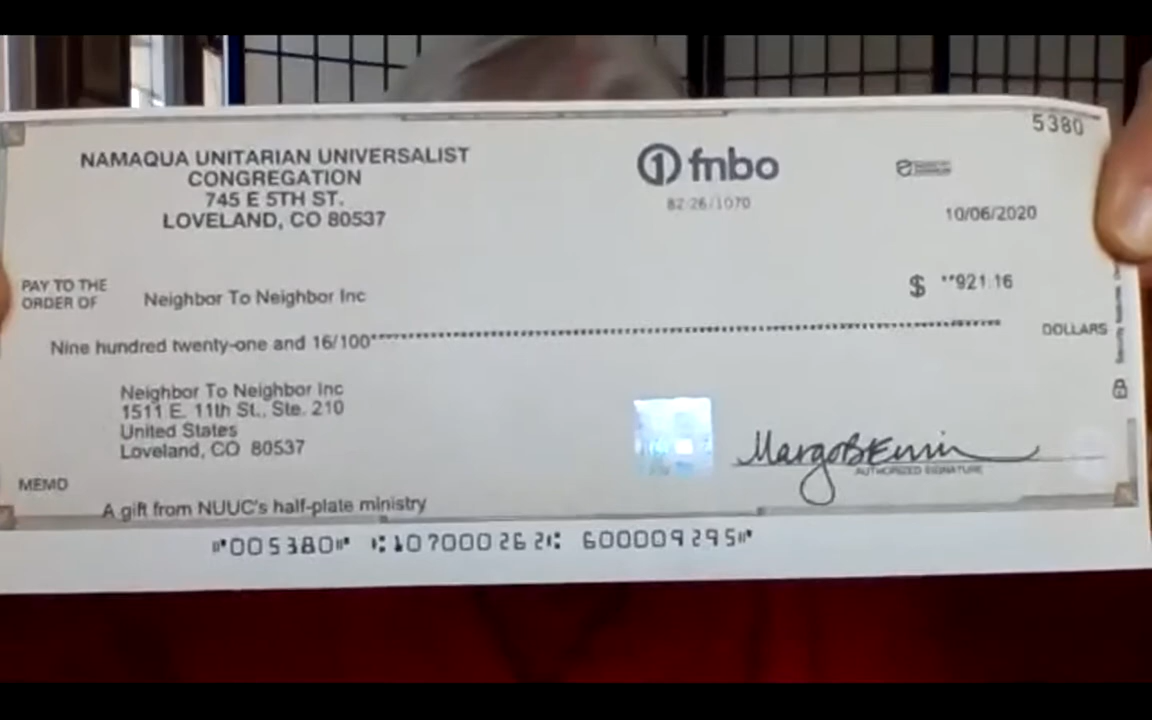 5380
NAMAQUA UNITARIAN UNIVERSALIST
CONGREGATION
745 E 5TH ST.
LOVELAND, CO 80537
fnbo
82-26/1070
10/06/2020
PAY TO THE
ORDER OF
Neighbor To Neighbor Inc
$ **921.16
Nine hundred twenty-one and 16/100
DOLLARS
Neighbor To Neighbor Inc
1511 E. 11th St., Ste. 210
United States
Loveland, CO 80537
AUTHORIZED SIGNATURE
MEMO
A gift from NUUC's half-plate ministry
⑈005380⑈ ⑆107000262⑆ 600009295⑈